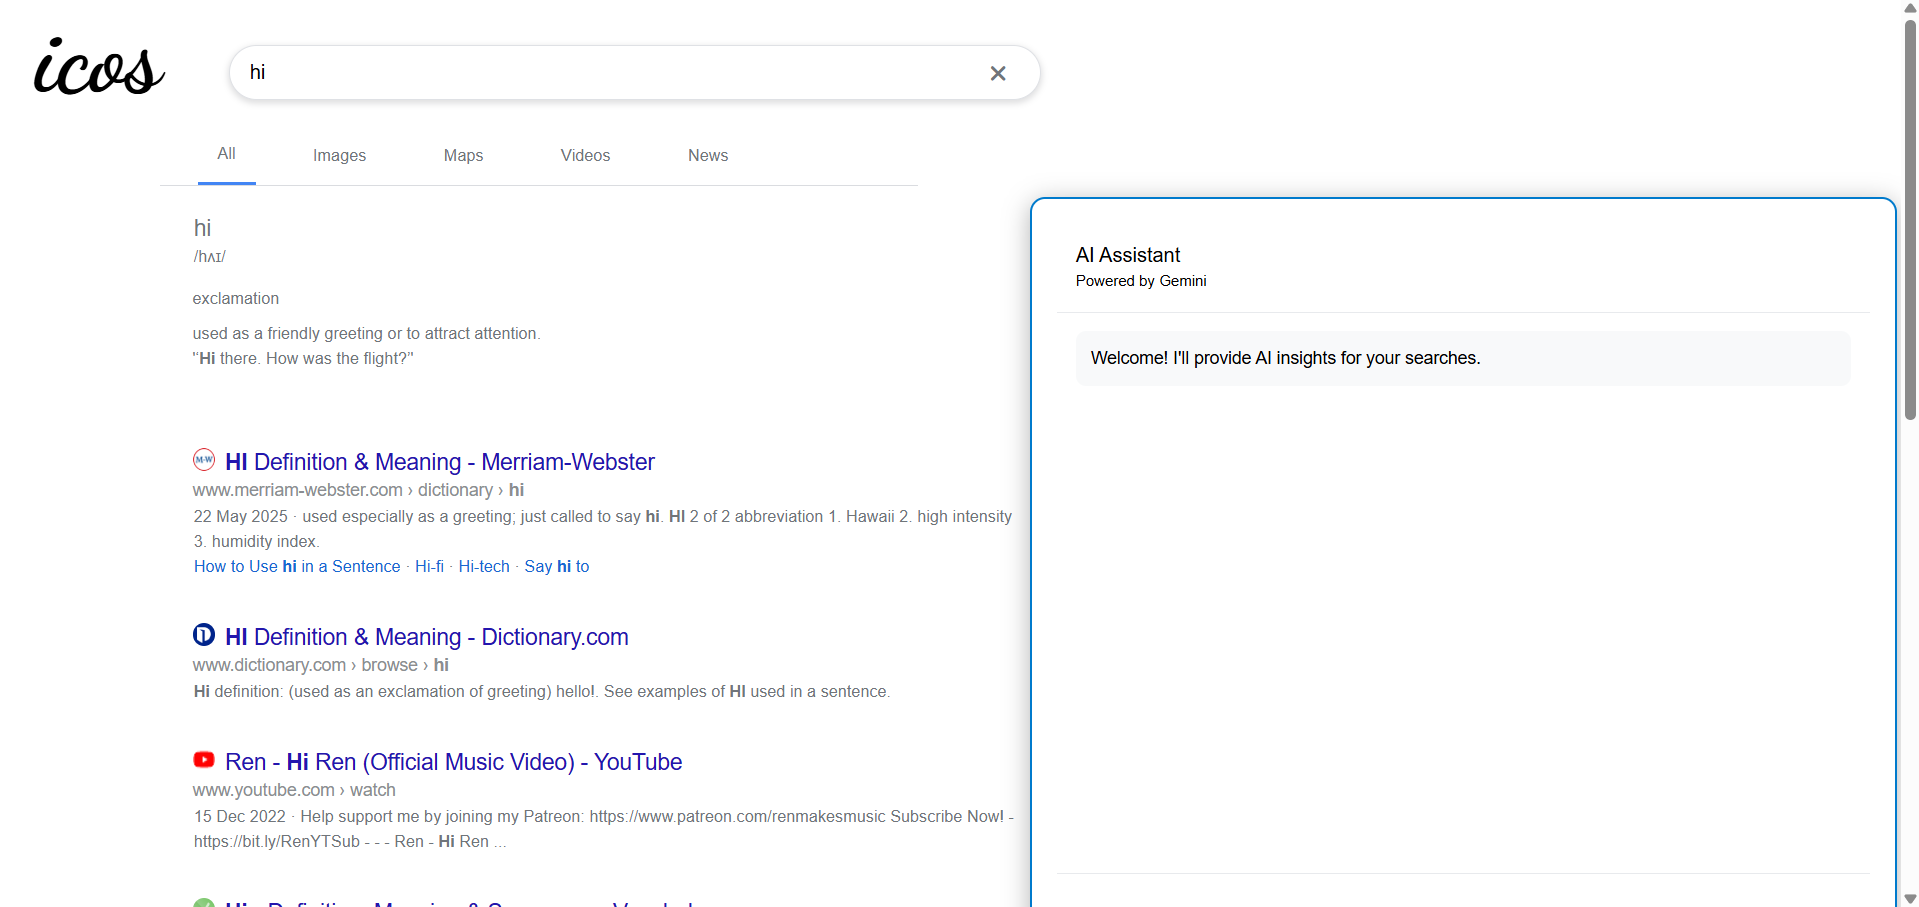 icos
hi
All
Images
Maps
Videos
News
hi
/hʌɪ/
exclamation
used as a friendly greeting or to attract attention.
"Hi there. How was the flight?"
M-W
HI Definition & Meaning - Merriam-Webster
www.merriam-webster.com › dictionary › hi
22 May 2025 · used especially as a greeting; just called to say hi. HI 2 of 2 abbreviation 1. Hawaii 2. high intensity
3. humidity index.
How to Use hi in a Sentence · Hi-fi · Hi-tech · Say hi to
HI Definition & Meaning - Dictionary.com
www.dictionary.com › browse › hi
Hi definition: (used as an exclamation of greeting) hello!. See examples of HI used in a sentence.
Ren - Hi Ren (Official Music Video) - YouTube
www.youtube.com › watch
15 Dec 2022 · Help support me by joining my Patreon: https://www.patreon.com/renmakesmusic Subscribe Now! -
https://bit.ly/RenYTSub - - - Ren - Hi Ren ...
AI Assistant
Powered by Gemini
Welcome! I'll provide AI insights for your searches.